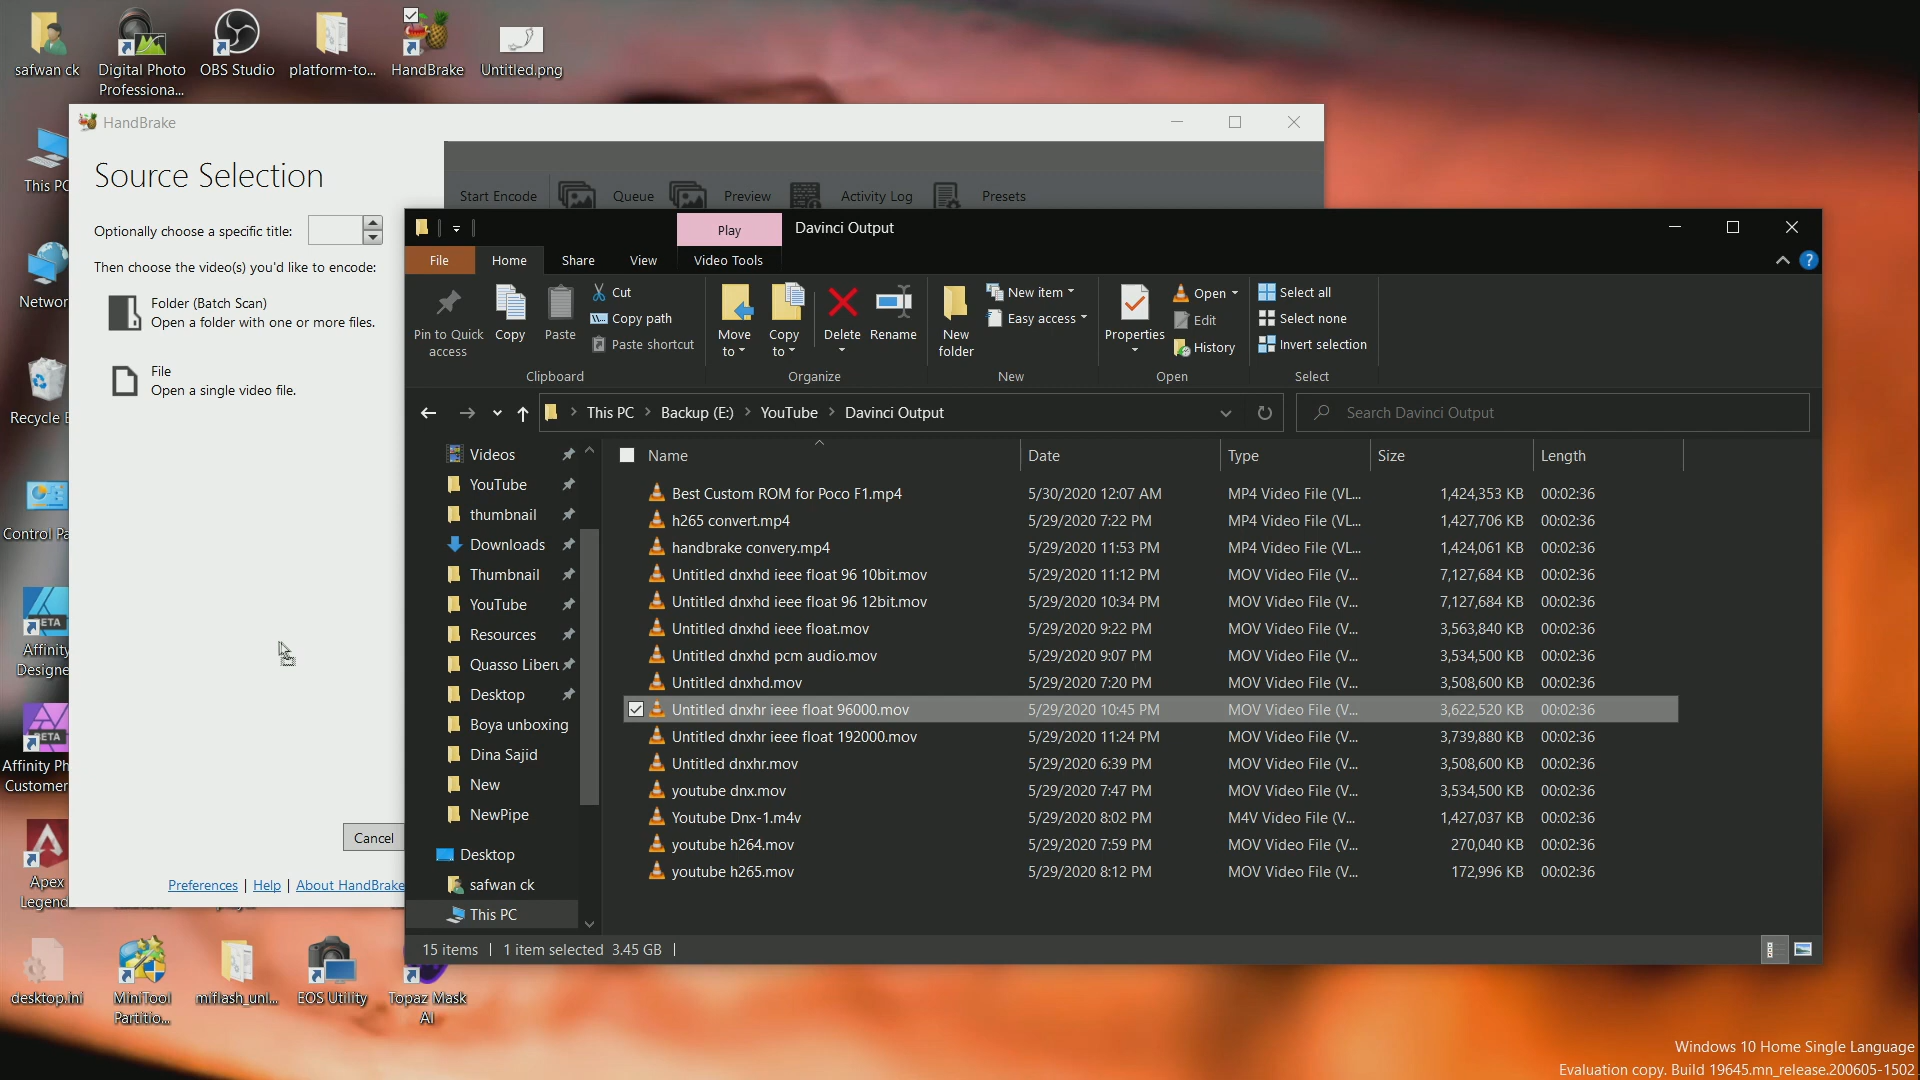 safwan ck
Digital Photo
Professiona...
OBS Studio
platform-to...
HandBrake
Untitled.png
This PC
Networ
Recycle B
Control Pa
Affinity
Designe
BETA
Affinity Ph
Customer
Apex
Legend
desktop.ini
MiniTool
Partitio...
miflash_unl...
EOS Utility
Topaz Mask
AI
HandBrake
Source Selection
Optionally choose a specific title:
Then choose the video(s) you'd like to encode:
Folder (Batch Scan)
Open a folder with one or more files.
File
Open a single video file.
Cancel
Preferences | Help | About HandBrake
Start Encode Queue Preview Activity Log Presets
Play Davinci Output
File Home Share View Video Tools
Pin to Quick
access
Copy
Paste
Cut
Copy path
Paste shortcut
Clipboard
Move
to
Copy
to
Delete
Rename
Organize
New
folder
New item
Easy access
New
Properties
Open
Edit
History
Open
Select all
Select none
Invert selection
Select
This PC > Backup (E:) > YouTube > Davinci Output
Search Davinci Output
Videos
YouTube
thumbnail
Downloads
Thumbnail
YouTube
Resources
Quasso Liberu
Desktop
Boya unboxing
Dina Sajid
New
NewPipe
Desktop
safwan ck
This PC
Name Date Type Size Length
Best Custom ROM for Poco F1.mp4 5/30/2020 12:07 AM MP4 Video File (VL... 1,424,353 KB 00:02:36
h265 convert.mp4 5/29/2020 7:22 PM MP4 Video File (VL... 1,427,706 KB 00:02:36
handbrake convery.mp4 5/29/2020 11:53 PM MP4 Video File (VL... 1,424,061 KB 00:02:36
Untitled dnxhd ieee float 96 10bit.mov 5/29/2020 11:12 PM MOV Video File (V... 7,127,684 KB 00:02:36
Untitled dnxhd ieee float 96 12bit.mov 5/29/2020 10:34 PM MOV Video File (V... 7,127,684 KB 00:02:36
Untitled dnxhd ieee float.mov 5/29/2020 9:22 PM MOV Video File (V... 3,563,840 KB 00:02:36
Untitled dnxhd pcm audio.mov 5/29/2020 9:07 PM MOV Video File (V... 3,534,500 KB 00:02:36
Untitled dnxhd.mov 5/29/2020 7:20 PM MOV Video File (V... 3,508,600 KB 00:02:36
Untitled dnxhr ieee float 96000.mov 5/29/2020 10:45 PM MOV Video File (V... 3,622,520 KB 00:02:36
Untitled dnxhr ieee float 192000.mov 5/29/2020 11:24 PM MOV Video File (V... 3,739,880 KB 00:02:36
Untitled dnxhr.mov 5/29/2020 6:39 PM MOV Video File (V... 3,508,600 KB 00:02:36
youtube dnx.mov 5/29/2020 7:47 PM MOV Video File (V... 3,534,500 KB 00:02:36
Youtube Dnx-1.m4v 5/29/2020 8:02 PM M4V Video File (V... 1,427,037 KB 00:02:36
youtube h264.mov 5/29/2020 7:59 PM MOV Video File (V... 270,040 KB 00:02:36
youtube h265.mov 5/29/2020 8:12 PM MOV Video File (V... 172,996 KB 00:02:36
15 items | 1 item selected 3.45 GB |
Windows 10 Home Single Language
Evaluation copy. Build 19645.mn_release.200605-1502